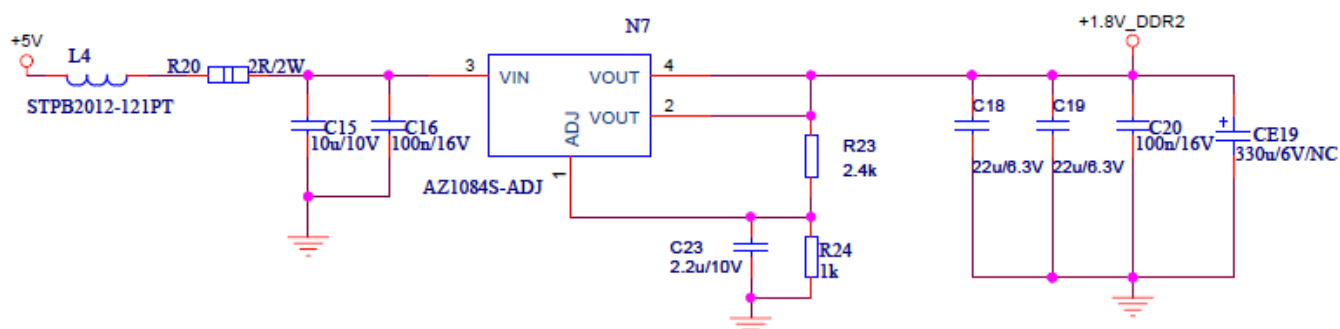 +5V
L4
STPB2012-121PT
R20
2R/2W
C15
10u/10V
C16
100n/16V
N7
3
VIN
VOUT
4
VOUT
2
ADJ
1
AZ1084S-ADJ
R23
2.4k
C23
2.2u/10V
R24
1k
+1.8V_DDR2
C18
22u/6.3V
C19
22u/6.3V
C20
100n/16V
+
CE19
330u/6V/NC